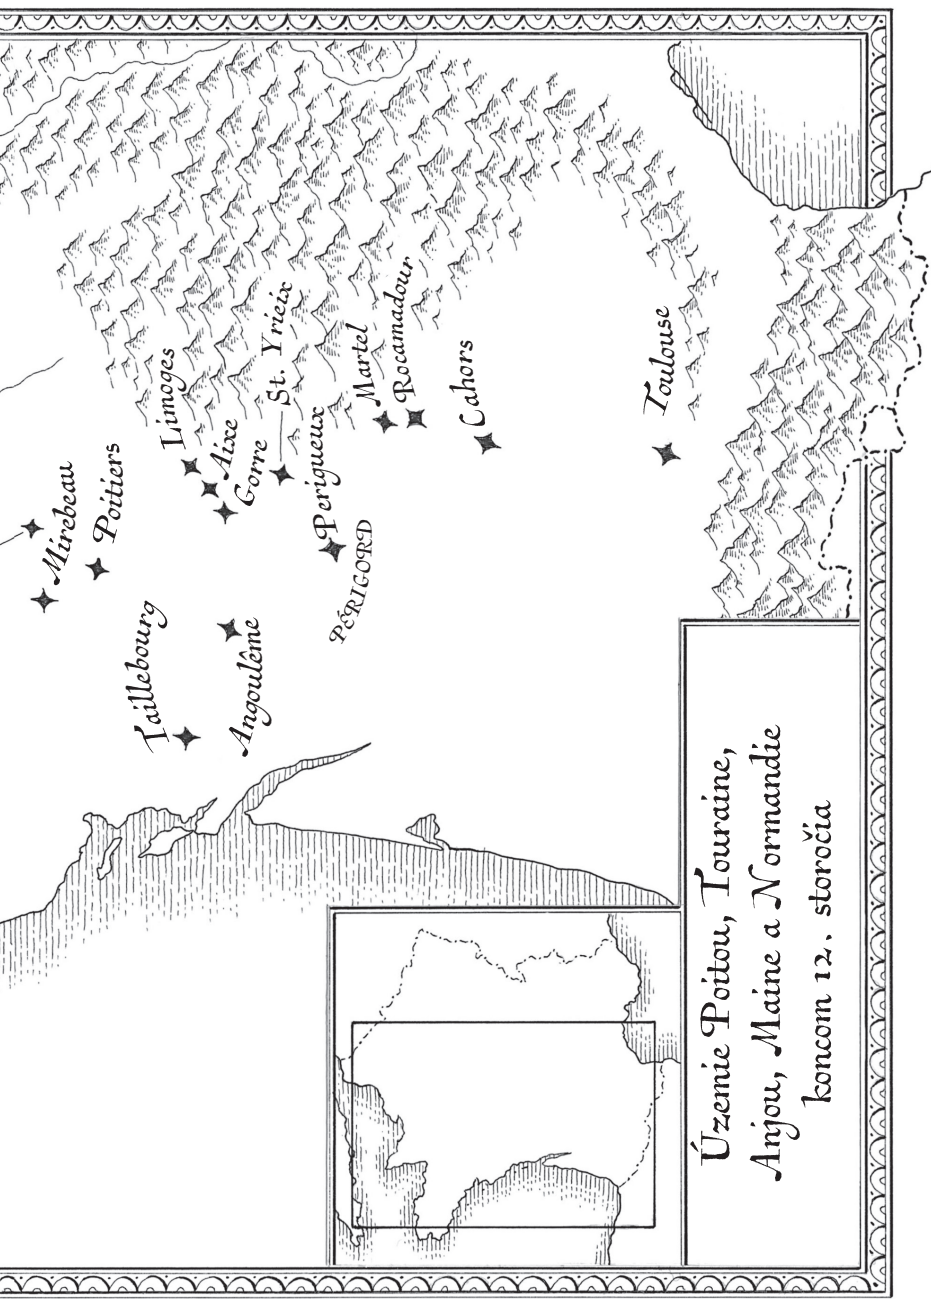 Mirebeau
Poitiers
Taillebourg
Limoges
Aixe
Gorre
Angoulême
St. Yrieix
Perigueux
PÉRIGORD
Martel
Rocamadour
Cahors
Toulouse
Územie Poitou, Touraine,
Anjou, Maine a Normandie
koncom 12. storočia